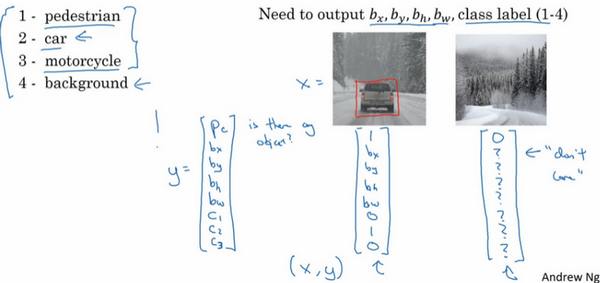 1 - pedestrian
2 - car ←
3 - motorcycle
4 - background ←
Need to output bx, by, bh, bw, class label (1-4)
x =
y =
Pc
bx
by
bh
bw
C1
C2
C3
is there any
object?
1
bx
by
bh
bw
0
1
0
(x, y)
0
?
?
?
?
?
?
?
← "don't
care"
Andrew Ng